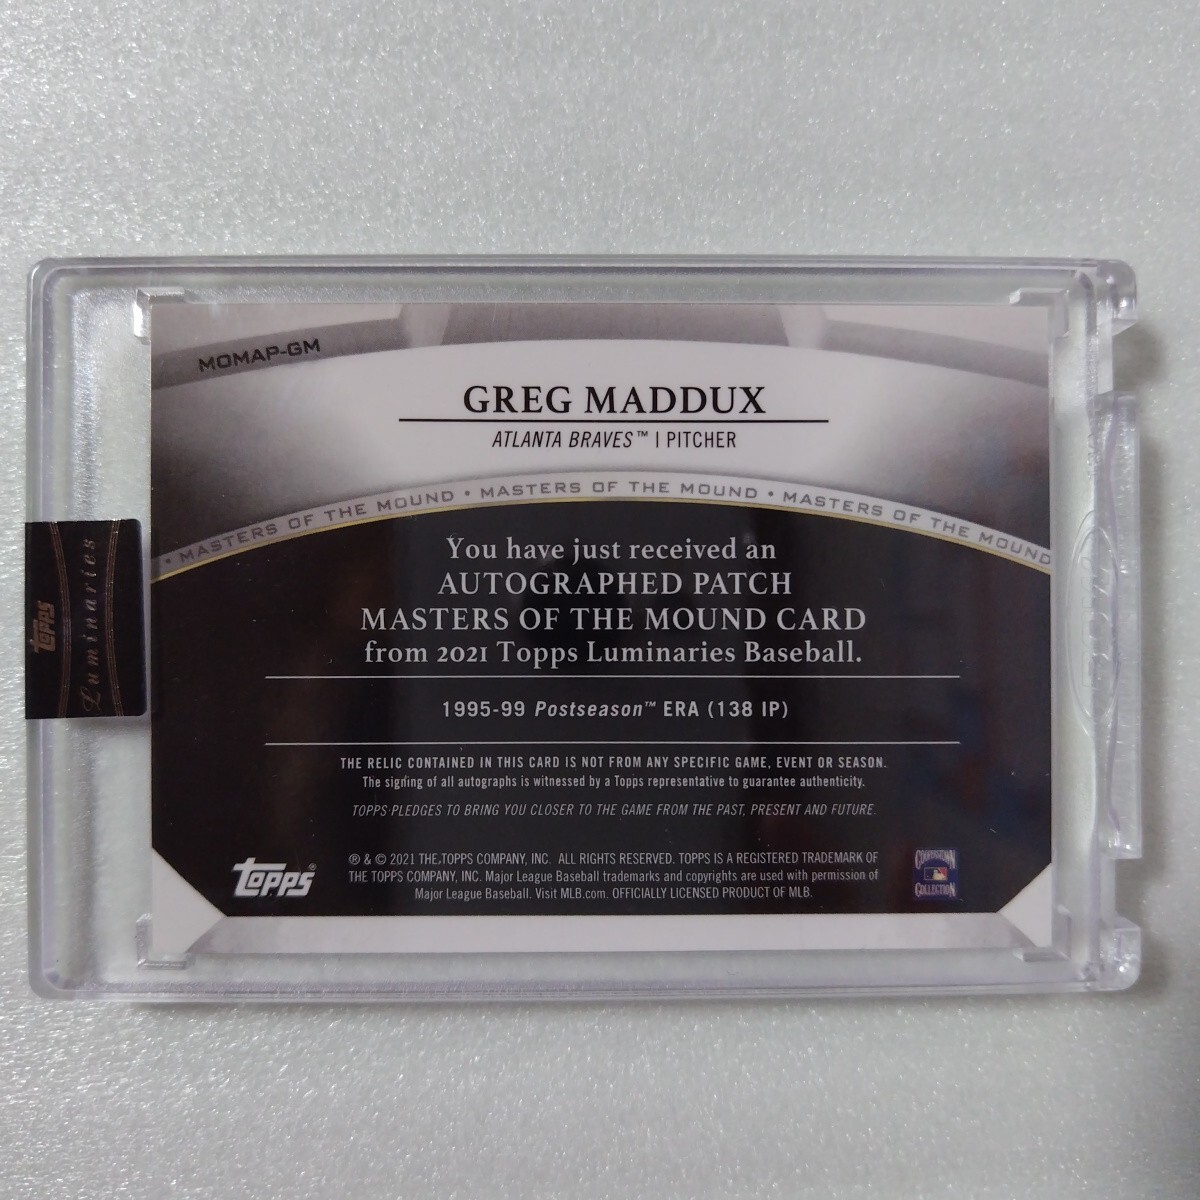 MOMAP-GM
GREG MADDUX
ATLANTA BRAVES™ | PITCHER
• MASTERS OF THE MOUND • MASTERS OF THE MOUND • MASTERS OF THE MOUND
You have just received an
AUTOGRAPHED PATCH
MASTERS OF THE MOUND CARD
from 2021 Topps Luminaries Baseball.
1995-99 Postseason™ ERA (138 IP)
THE RELIC CONTAINED IN THIS CARD IS NOT FROM ANY SPECIFIC GAME, EVENT OR SEASON.
The signing of all autographs is witnessed by a Topps representative to guarantee authenticity.
TOPPS PLEDGES TO BRING YOU CLOSER TO THE GAME FROM THE PAST, PRESENT AND FUTURE.
® & © 2021 THE TOPPS COMPANY, INC. ALL RIGHTS RESERVED. TOPPS IS A REGISTERED TRADEMARK OF
THE TOPPS COMPANY, INC. Major League Baseball trademarks and copyrights are used with permission of
Major League Baseball. Visit MLB.com. OFFICIALLY LICENSED PRODUCT OF MLB.
topps®
COOPERSTOWN
COLLECTION
topps
Luminaries